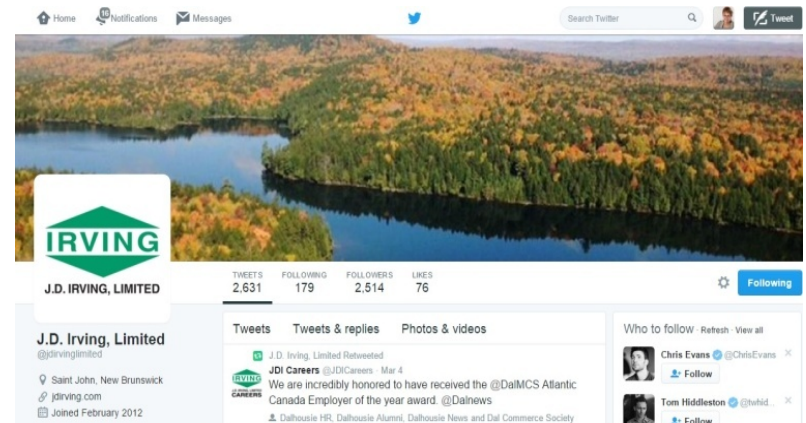 Home
16
Notifications
Messages
Search Twitter
Tweet
IRVING
J.D. IRVING, LIMITED
TWEETS FOLLOWING FOLLOWERS LIKES
2,631 179 2,514 76
Following
J.D. Irving, Limited
@jdirvinglimited
Saint John, New Brunswick
jdirving.com
Joined February 2012
Tweets Tweets & replies Photos & videos
J.D. Irving, Limited Retweeted
IRVING
CAREERS
JDI Careers @JDICareers · Mar 4
We are incredibly honored to have received the @DalMCS Atlantic
Canada Employer of the year award. @Dalnews
Dalhousie HR, Dalhousie Alumni, Dalhousie News and Dal Commerce Society
Who to follow · Refresh · View all
Chris Evans @ChrisEvans
Follow
Tom Hiddleston @twhid...
Follow